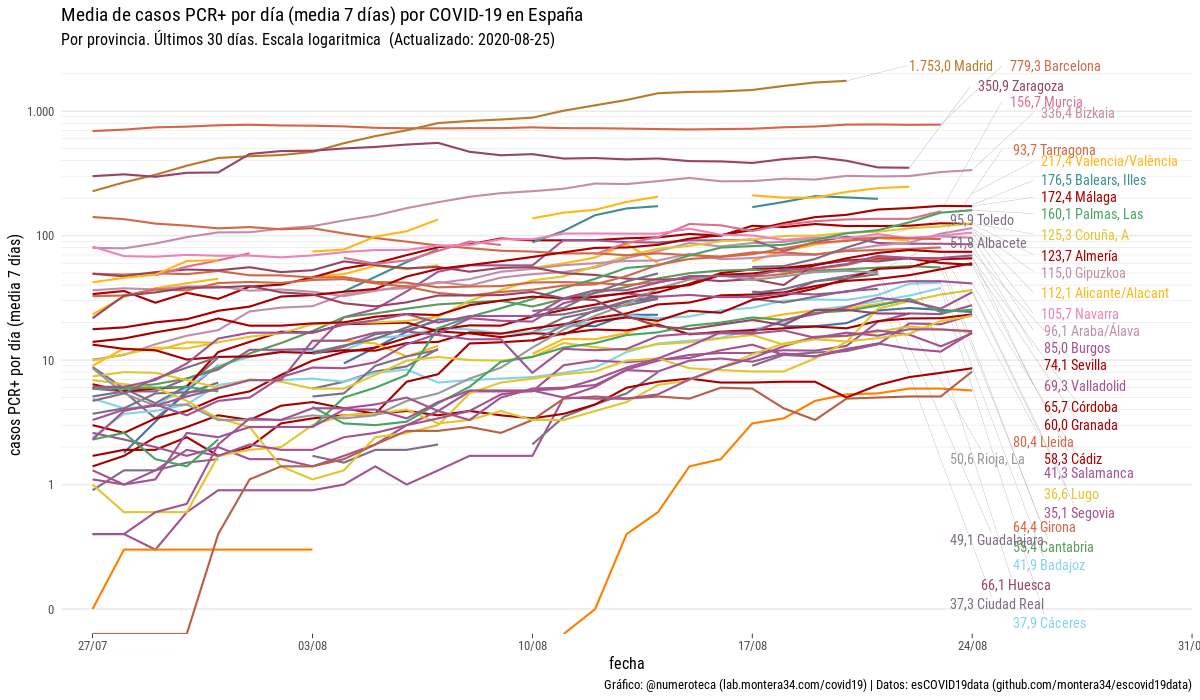 Media de casos PCR+ por día (media 7 días) por COVID-19 en España
Por provincia. Últimos 30 días. Escala logaritmica (Actualizado: 2020-08-25)
casos PCR+ por día (media 7 días)
1.000
100
10
1
0
1.753,0 Madrid
779,3 Barcelona
350,9 Zaragoza
156,7 Murcia
336,4 Bizkaia
93,7 Tarragona
217,4 Valencia/València
176,5 Balears, Illes
172,4 Málaga
160,1 Palmas, Las
95,9 Toledo
125,3 Coruña, A
51,8 Albacete
123,7 Almería
115,0 Gipuzkoa
112,1 Alicante/Alacant
105,7 Navarra
96,1 Araba/Álava
85,0 Burgos
74,1 Sevilla
69,3 Valladolid
65,7 Córdoba
60,0 Granada
80,4 Lleida
50,6 Rioja, La
58,3 Cádiz
41,3 Salamanca
36,6 Lugo
35,1 Segovia
64,4 Girona
49,1 Guadalajara
55,4 Cantabria
41,9 Badajoz
66,1 Huesca
37,3 Ciudad Real
37,9 Cáceres
27/07
03/08
10/08
17/08
24/08
31/0
fecha
Gráfico: @numeroteca (lab.montera34.com/covid19) | Datos: esCOVID19data (github.com/montera34/escovid19data)